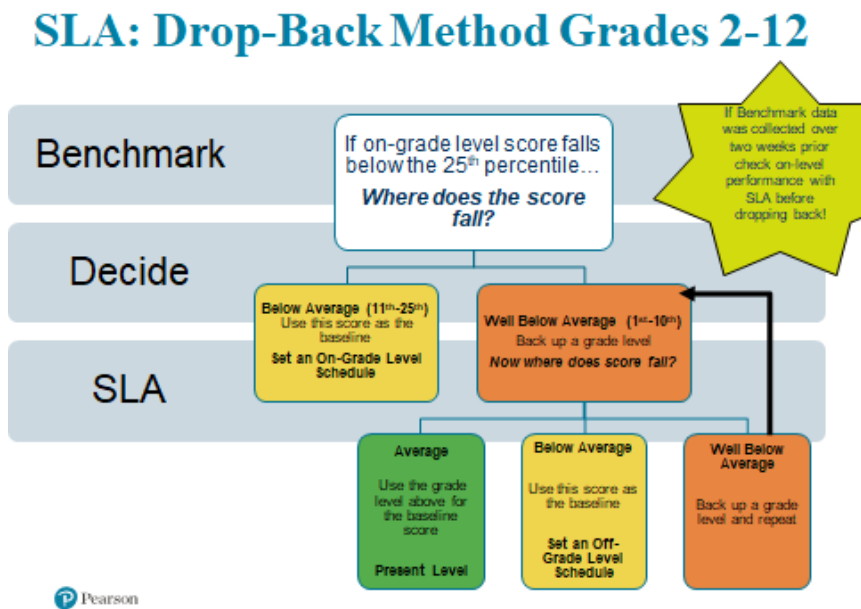 SLA: Drop-Back Method Grades 2-12
Benchmark
If on-grade level score falls
below the 25th percentile...
Where does the score
fall?
If Benchmark data
was collected over
two weeks prior
check on-level
performance with
SLA before
dropping back!
Decide
Below Average (11th-25th)
Use this score as the
baseline
Set an On-Grade Level
Schedule
Well Below Average (1st-10th)
Back up a grade level
Now where does score fall?
SLA
Average
Use the grade
level above for
the baseline
score
Present Level
Below Average
Use this score as
the baseline
Set an Off-
Grade Level
Schedule
Well Below
Average
Back up a grade
level and repeat
Pearson